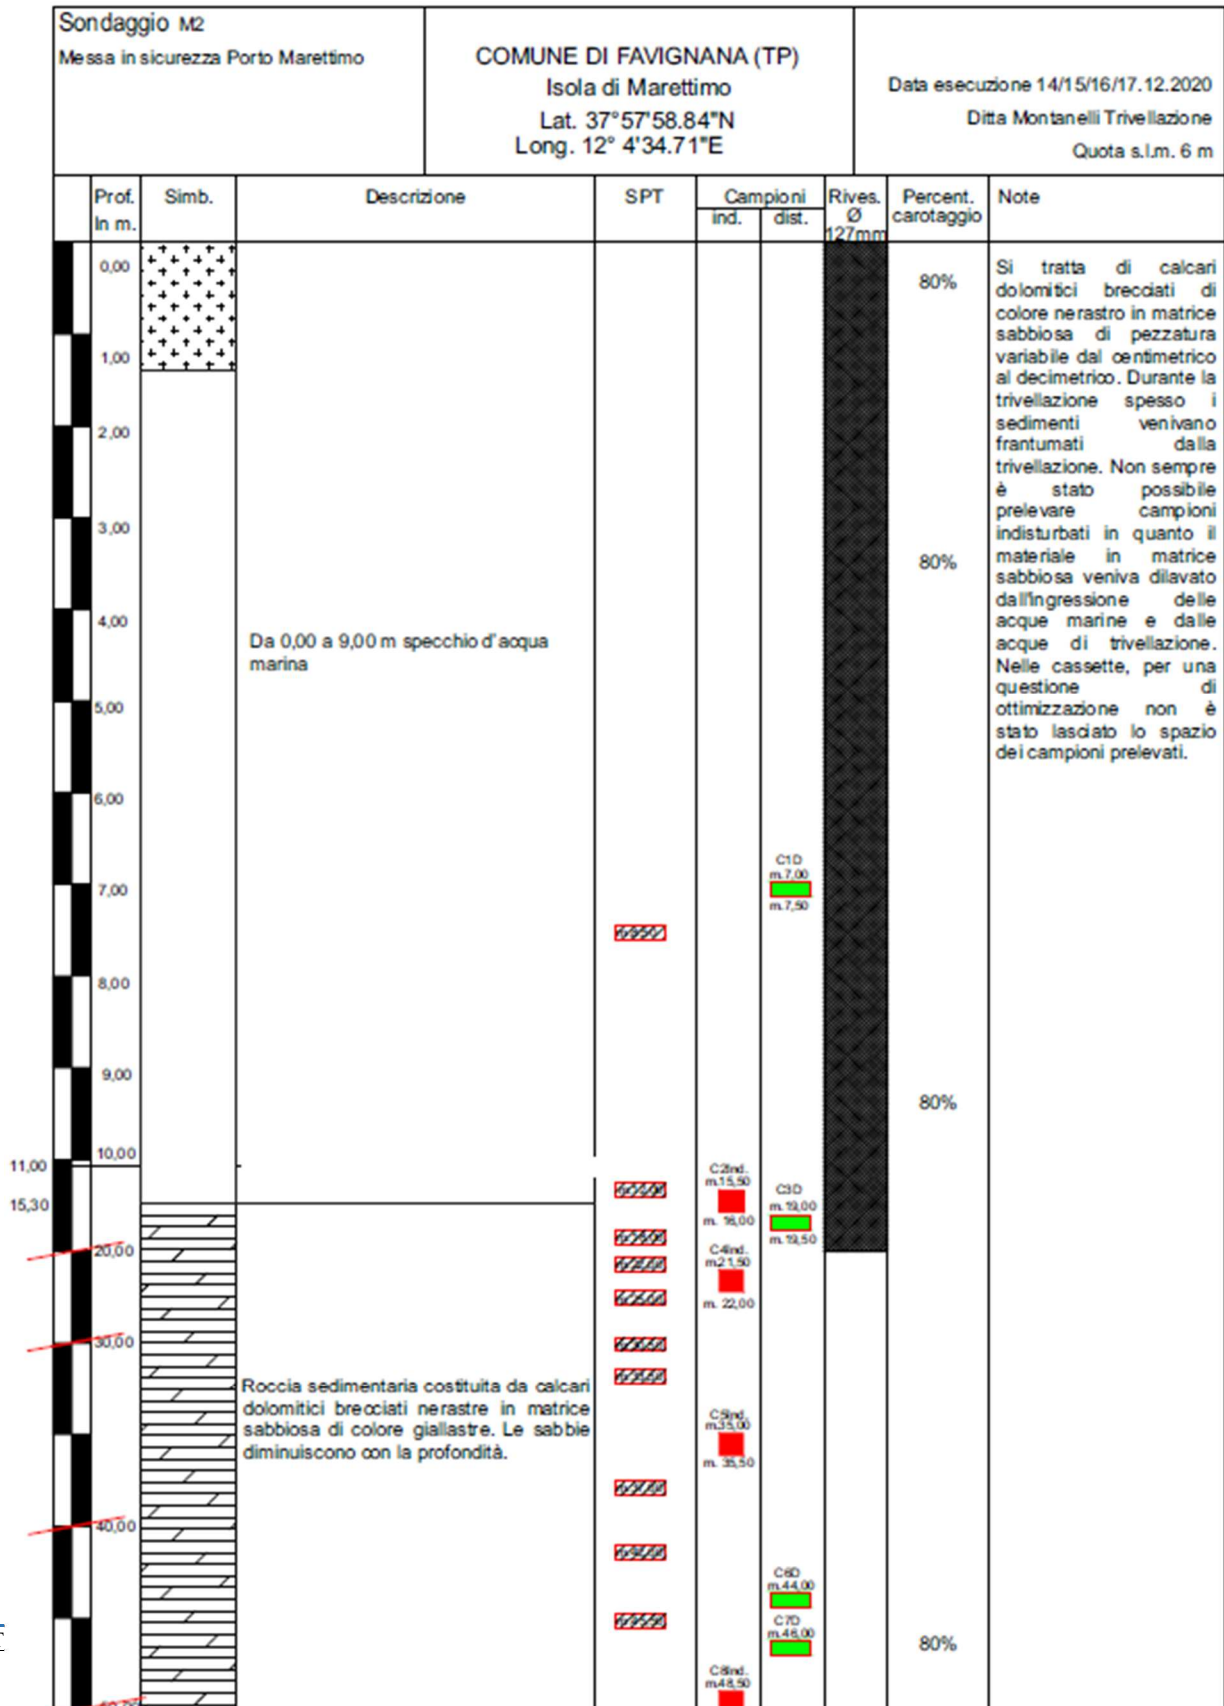 Sondaggio M2
Messa in sicurezza Porto Marettimo
COMUNE DI FAVIGNANA (TP)
Isola di Marettimo
Lat. 37°57'58.84"N
Long. 12° 4'34.71"E
Data esecuzione 14/15/16/17.12.2020
Ditta Montanelli Trivellazione
Quota s.l.m. 6 m
Prof.
In m.
Simb.
Descrizione
SPT
Campioni
ind.
dist.
Rives.
Ø
127mm
Percent.
carotaggio
Note
0,00
1,00
2,00
3,00
4,00
5,00
6,00
7,00
8,00
9,00
10,00
11,00
15,30
20,00
30,00
40,00
Da 0,00 a 9,00 m specchio d'acqua
marina
Roccia sedimentaria costituita da calcari
dolomitici brecciati nerastre in matrice
sabbiosa di colore giallastre. Le sabbie
diminuiscono con la profondità.
C2Ind.
m.15,50
m. 16,00
C4Ind.
m.21,50
m. 22,00
C5Ind.
m.35,00
m. 35,50
C8Ind.
m.48,50
C1D
m.7,00
m.7,50
C3D
m. 19,00
m. 19,50
C6D
m.44,00
C7D
m.46,00
80%
80%
80%
80%
Si tratta di calcari
dolomitici brecciati di
colore nerastro in matrice
sabbiosa di pezzatura
variabile dal centimetrico
al decimetrico. Durante la
trivellazione spesso i
sedimenti venivano
frantumati dalla
trivellazione. Non sempre
è stato possibile
prelevare campioni
indisturbati in quanto il
materiale in matrice
sabbiosa veniva dilavato
dall'ingressione delle
acque marine e dalle
acque di trivellazione.
Nelle cassette, per una
questione di
ottimizzazione non è
stato lasciato lo spazio
dei campioni prelevati.